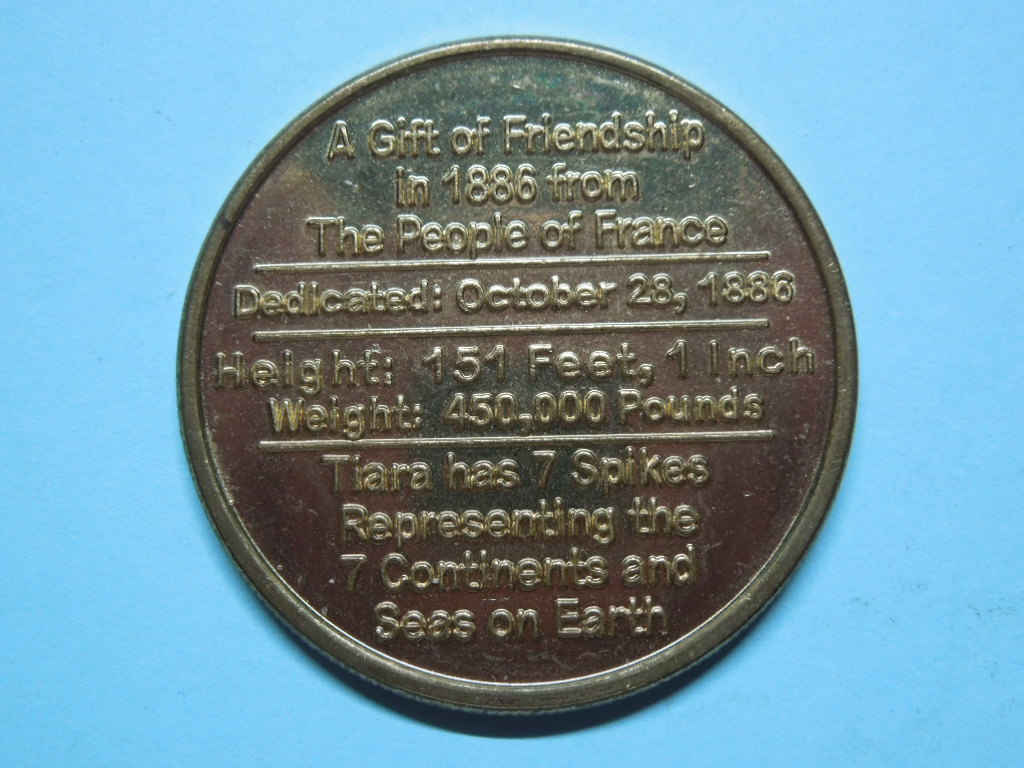 A Gift of Friendship
in 1886 from
The People of France
Dedicated: October 28, 1886
Height: 151 Feet, 1 Inch
Weight: 450,000 Pounds
Tiara has 7 Spikes
Representing the
7 Continents and
Seas on Earth